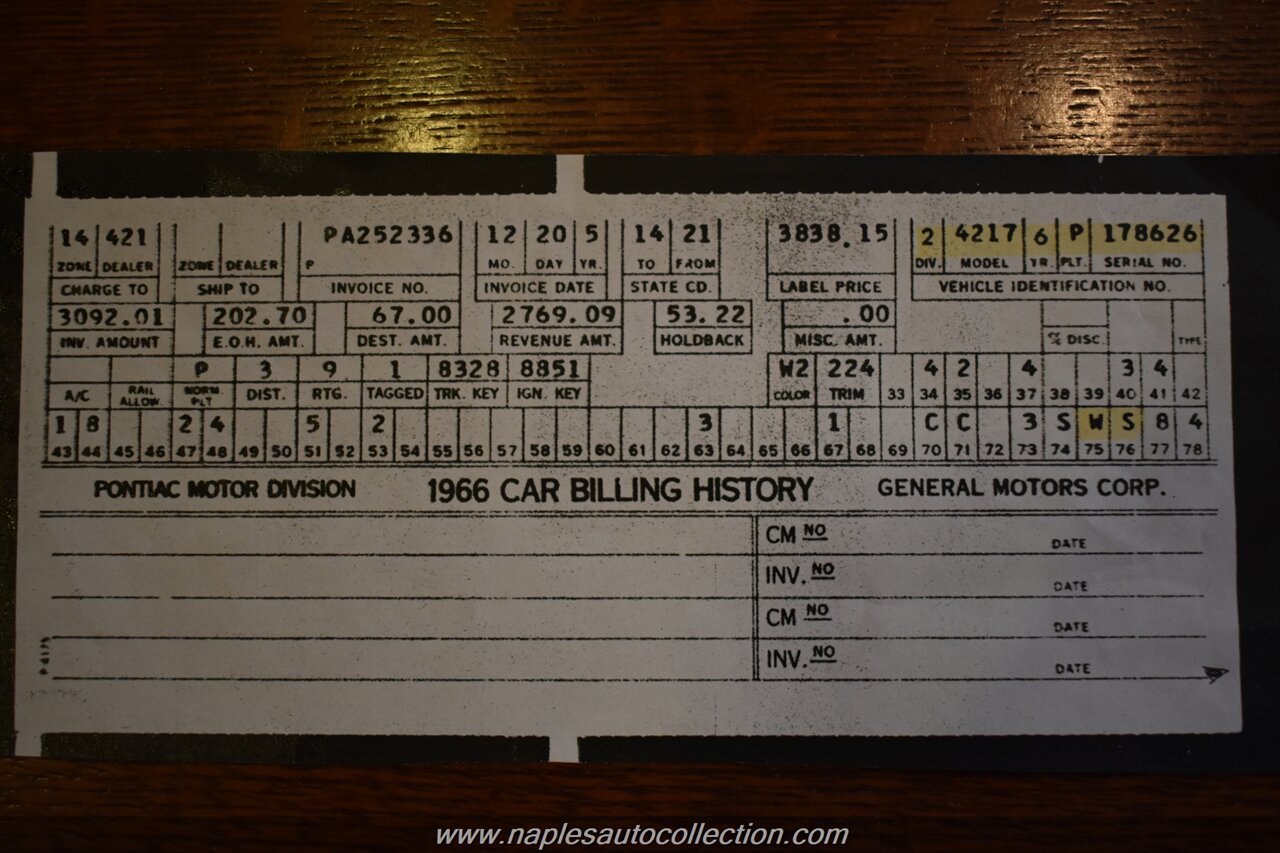 14 421 PA252336 12 20 5 14 21 3838.15 2 4217 6 P 178626
ZONE DEALER ZONE DEALER P MO. DAY YR. TO FROM DIV. MODEL YR. PLT. SERIAL NO.
CHARGE TO SHIP TO INVOICE NO. INVOICE DATE STATE CD. LABEL PRICE VEHICLE IDENTIFICATION NO.
3092.01 202.70 67.00 2769.09 53.22 .00
INV. AMOUNT E.O.H. AMT. DEST. AMT. REVENUE AMT. HOLDBACK MISC. AMT. % DISC. TYPE
P 3 9 1 8328 8851 W2 224 4 2 4 3 4
A/C RAIL ALLOW. NORM PLT DIST. RTG. TAGGED TRK. KEY IGN. KEY COLOR TRIM 33 34 35 36 37 38 39 40 41 42
1 8 2 4 5 2 3 1 C C 3 S W S 8 4
43 44 45 46 47 48 49 50 51 52 53 54 55 56 57 58 59 60 61 62 63 64 65 66 67 68 69 70 71 72 73 74 75 76 77 78
PONTIAC MOTOR DIVISION 1966 CAR BILLING HISTORY GENERAL MOTORS CORP.
CM NO DATE
INV. NO DATE
CM NO DATE
INV. NO DATE
www.naplesautocollection.com